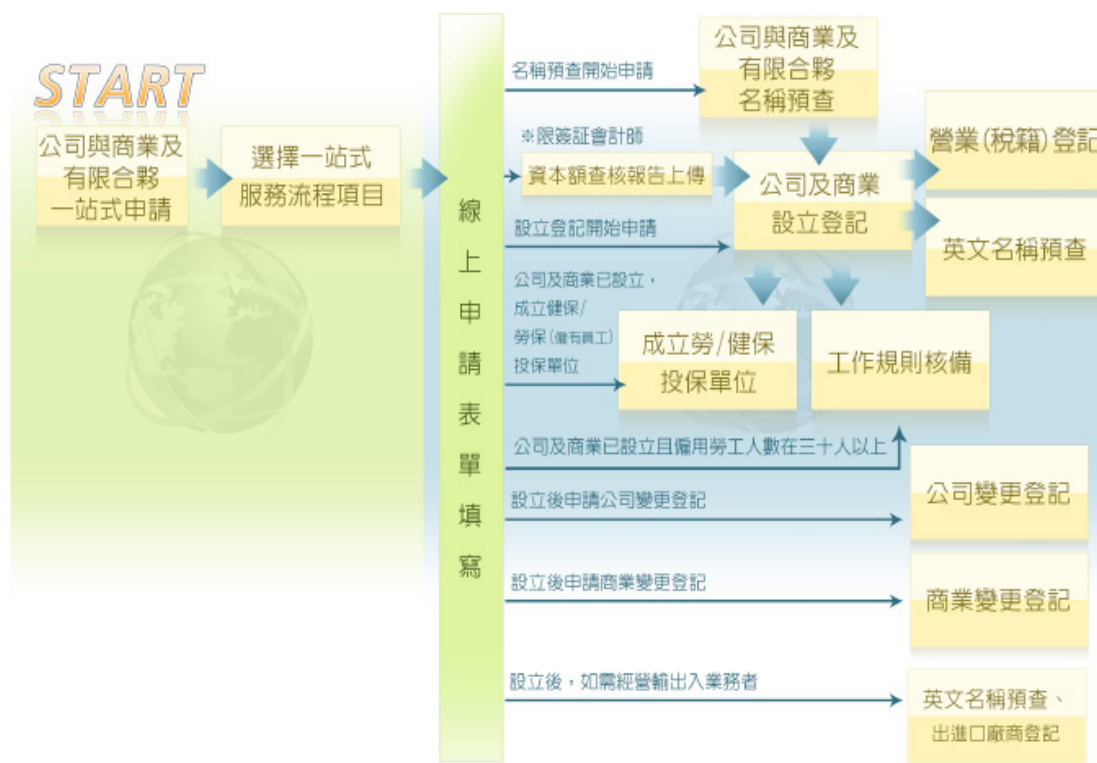 START
公司與商業及
有限合夥
一站式申請
選擇一站式
服務流程項目
線上申請表單填寫
名稱預查開始申請
公司與商業及
有限合夥
名稱預查
※限簽証會計師
資本額查核報告上傳
設立登記開始申請
公司及商業
設立登記
營業(稅籍)登記
英文名稱預查
公司及商業已設立,
成立健保/
勞保(僱有員工)
投保單位
成立勞/健保
投保單位
工作規則核備
公司及商業已設立且僱用勞工人數在三十人以上
設立後申請公司變更登記
公司變更登記
設立後申請商業變更登記
商業變更登記
設立後,如需經營輸出入業務者
英文名稱預查、
出進口廠商登記